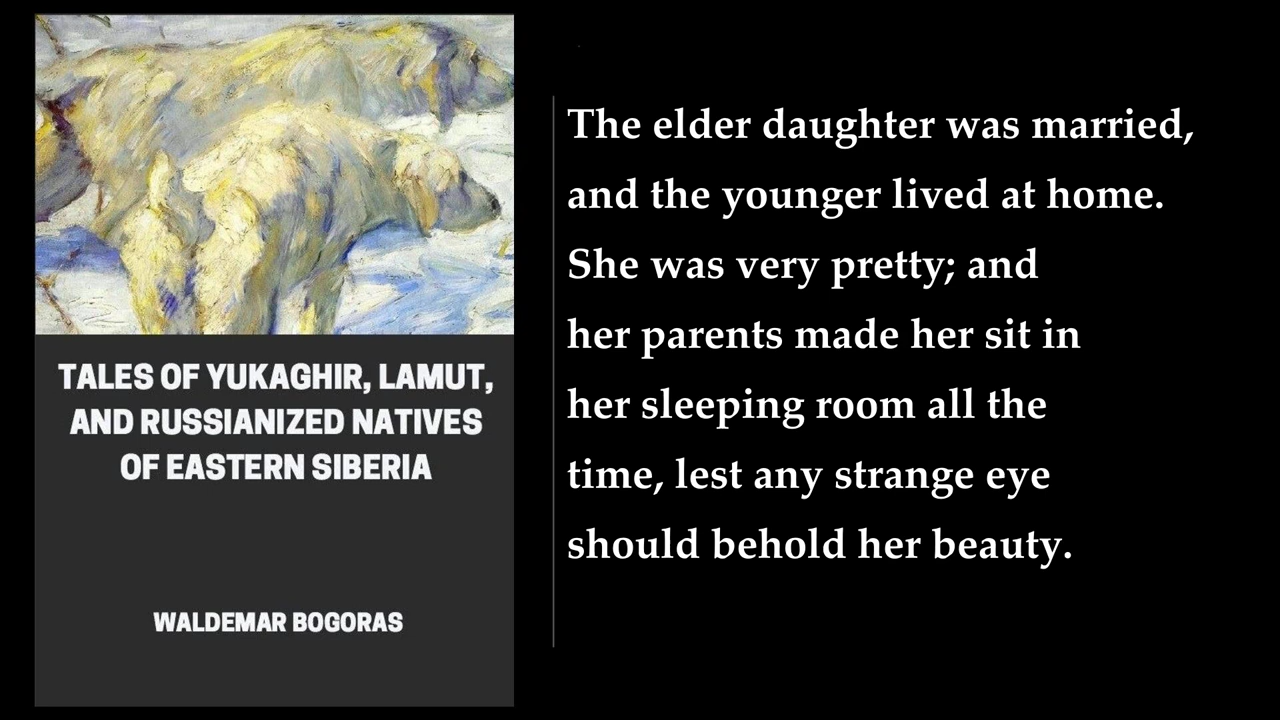 TALES OF YUKAGHIR, LAMUT,
AND RUSSIANIZED NATIVES
OF EASTERN SIBERIA
WALDEMAR BOGORAS
The elder daughter was married,
and the younger lived at home.
She was very pretty; and
her parents made her sit in
her sleeping room all the
time, lest any strange eye
should behold her beauty.